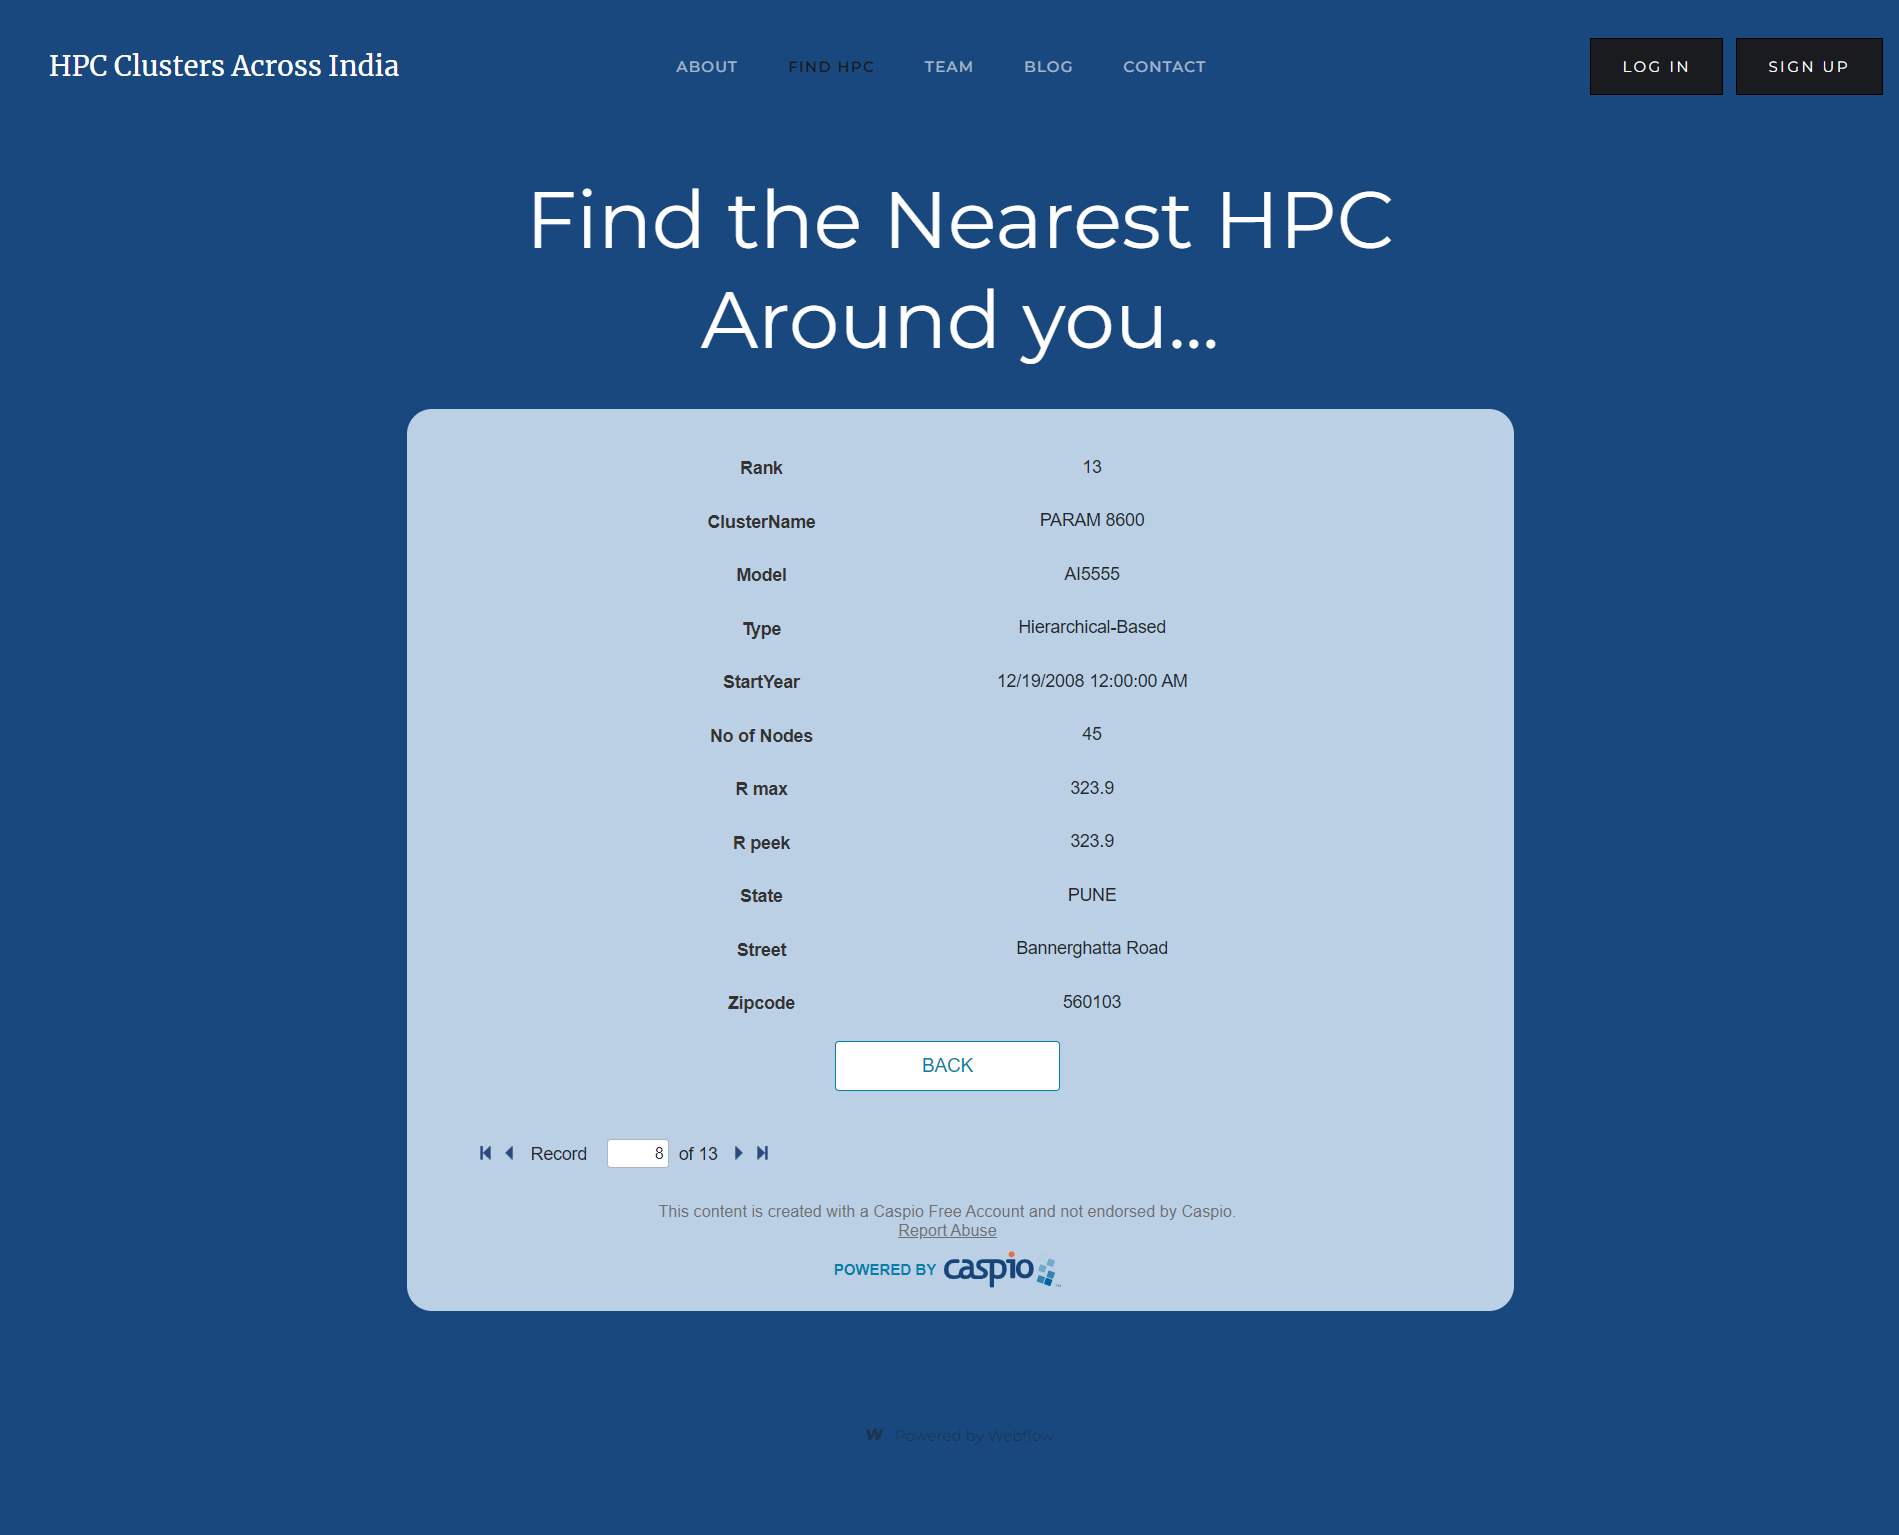 HPC Clusters Across India
ABOUT
FIND HPC
TEAM
BLOG
CONTACT
LOG IN
SIGN UP
Find the Nearest HPC
Around you...
Rank 13
ClusterName PARAM 8600
Model AI5555
Type Hierarchical-Based
StartYear 12/19/2008 12:00:00 AM
No of Nodes 45
R max 323.9
R peek 323.9
State PUNE
Street Bannerghatta Road
Zipcode 560103
BACK
Record 8 of 13
This content is created with a Caspio Free Account and not endorsed by Caspio.
Report Abuse
POWERED BY caspio
Powered by Webflow